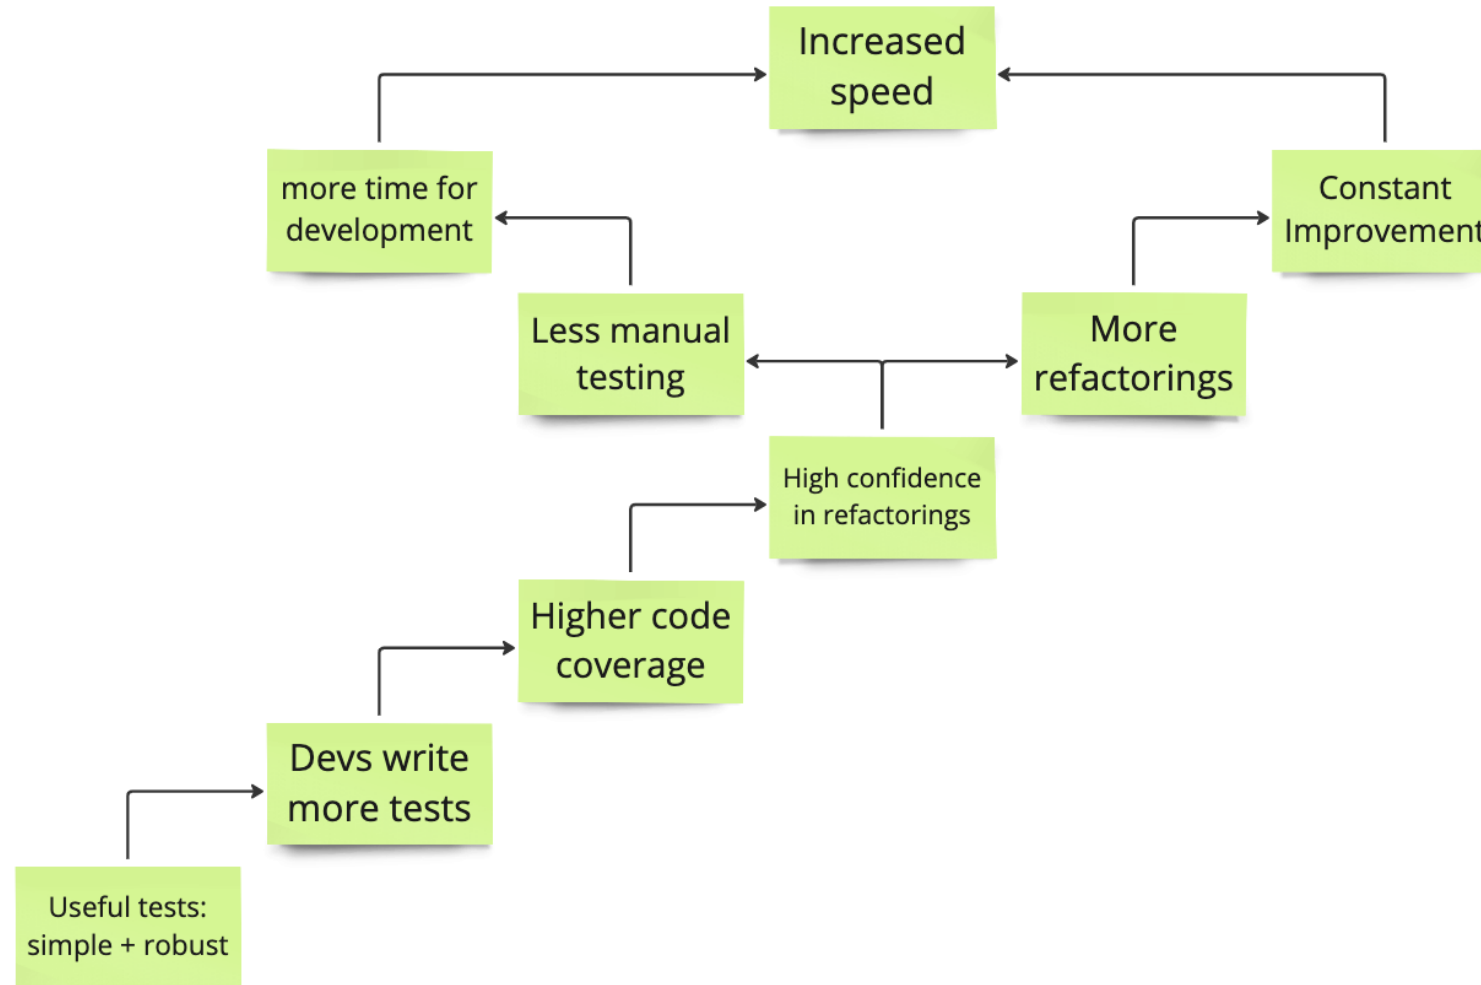 Increased
speed
more time for
development
Constant
Improvement
Less manual
testing
More
refactorings
High confidence
in refactorings
Higher code
coverage
Devs write
more tests
Useful tests:
simple + robust